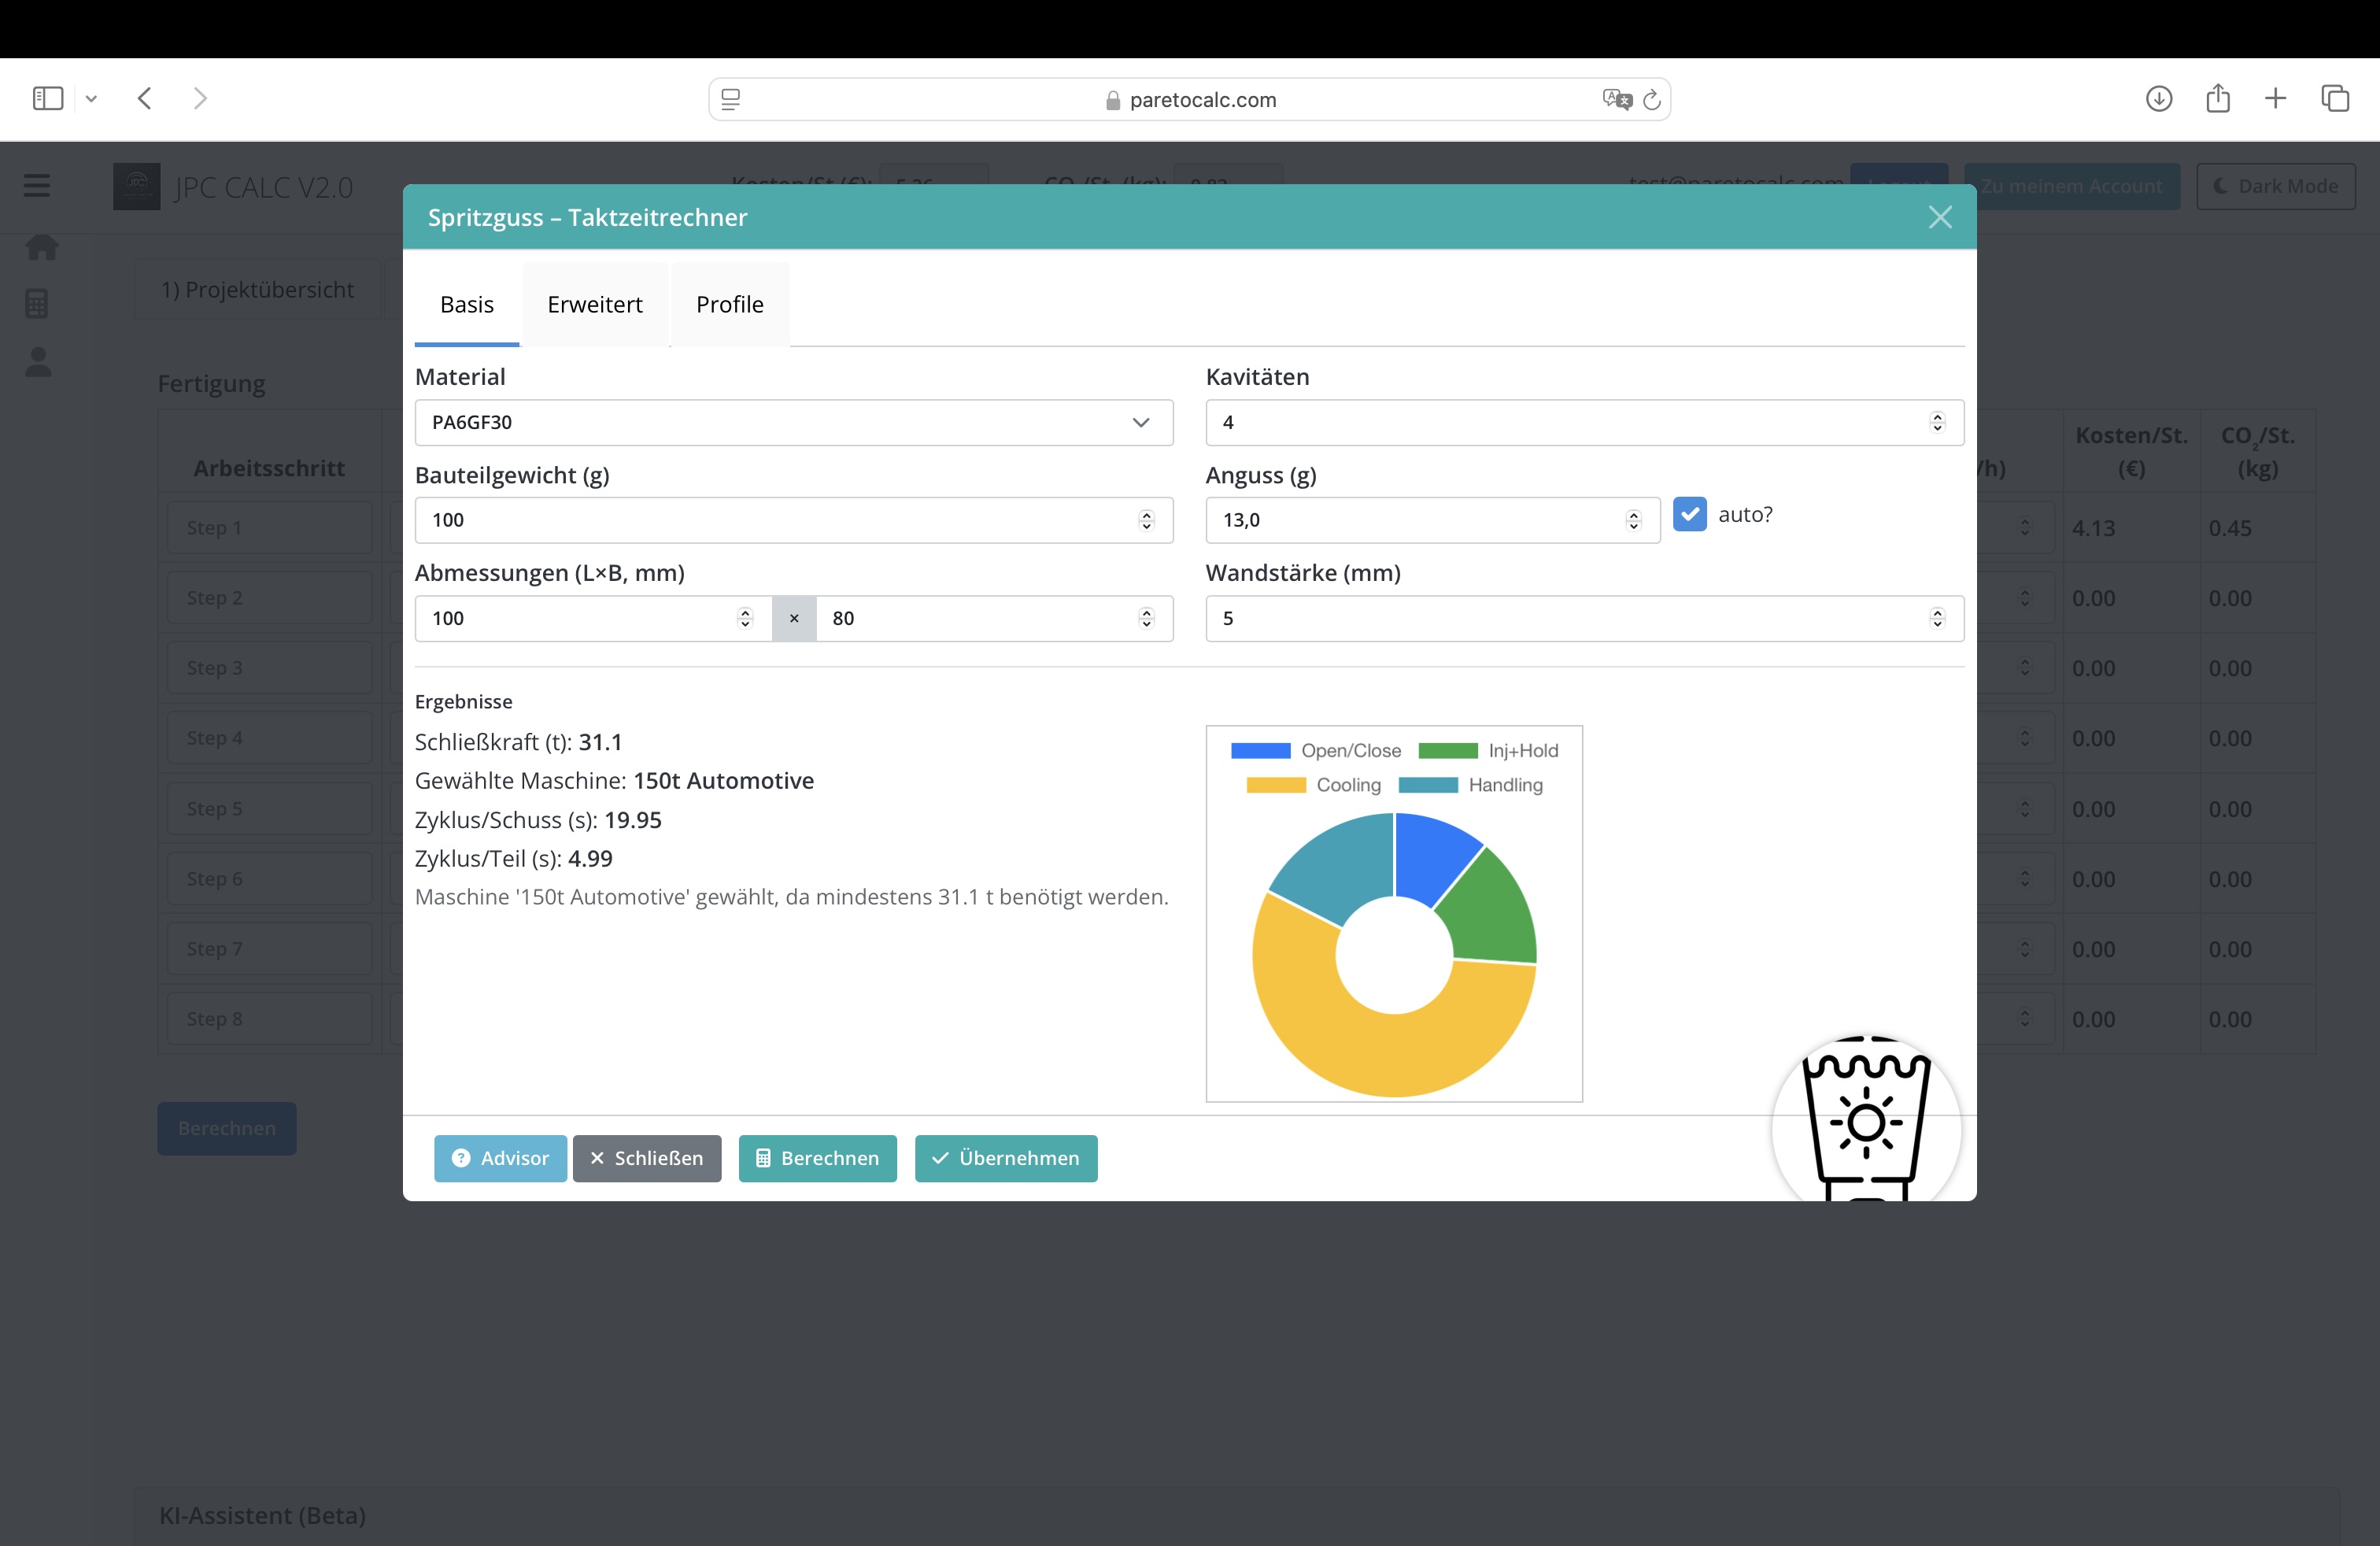 paretocalc.com
JPC CALC V2.0
Kosten/St.(€):
test@paretocalc.com
Zu meinem Account
Dark Mode
Spritzguss – Taktzeitrechner
1) Projektübersicht
Basis
Erweitert
Profile
Material
PA6GF30
Kavitäten
4
Bauteilgewicht (g)
100
Anguss (g)
13,0
auto?
Abmessungen (L×B, mm)
100
×
80
Wandstärke (mm)
5
Ergebnisse
Schließkraft (t): 31.1
Gewählte Maschine: 150t Automotive
Zyklus/Schuss (s): 19.95
Zyklus/Teil (s): 4.99
Maschine '150t Automotive' gewählt, da mindestens 31.1 t benötigt werden.
Open/Close
Inj+Hold
Cooling
Handling
Advisor
Schließen
Berechnen
Übernehmen
Fertigung
Arbeitsschritt
/h)
Kosten/St. (€)
CO₂/St. (kg)
Step 1
4.13
0.45
Step 2
0.00
0.00
Step 3
0.00
0.00
Step 4
0.00
0.00
Step 5
0.00
0.00
Step 6
0.00
0.00
Step 7
0.00
0.00
Step 8
0.00
0.00
Berechnen
KI-Assistent (Beta)